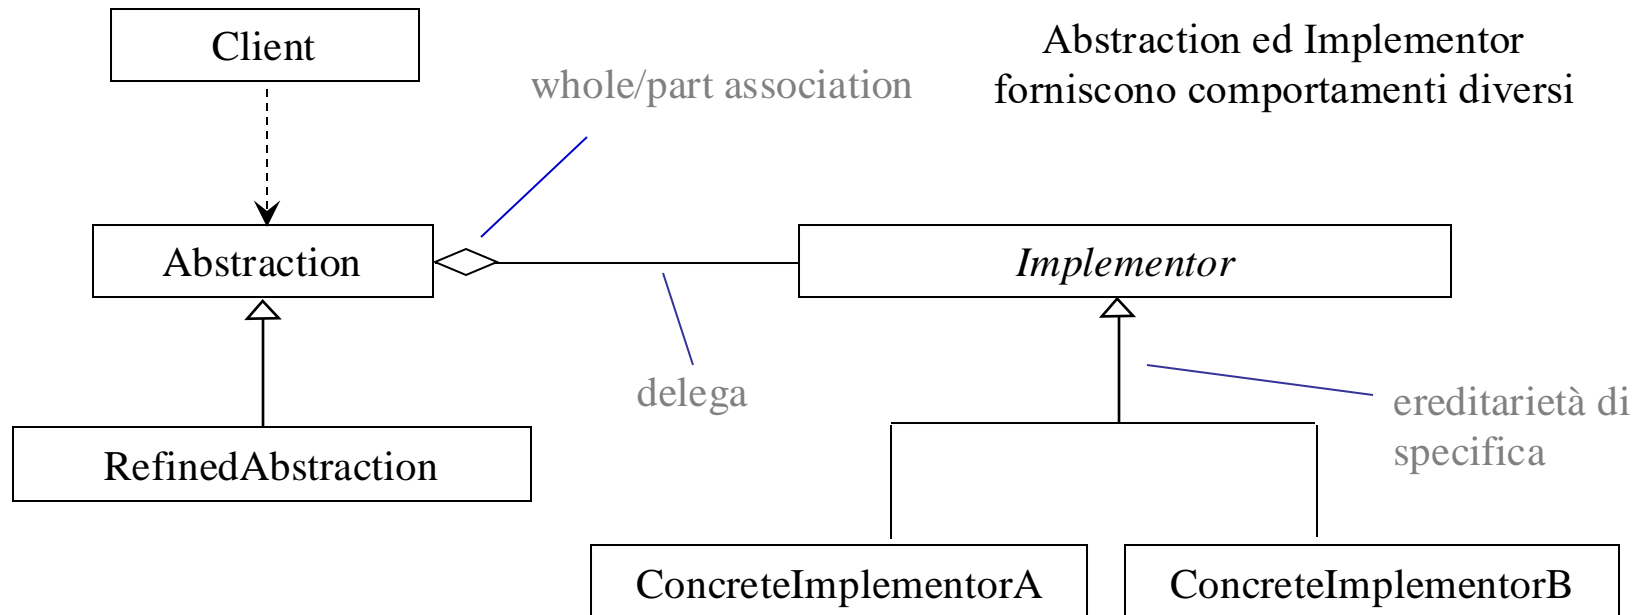 Client
whole/part association
Abstraction ed Implementor
forniscono comportamenti diversi
Abstraction
Implementor
delega
ereditarietà di
specifica
RefinedAbstraction
ConcreteImplementorA
ConcreteImplementorB